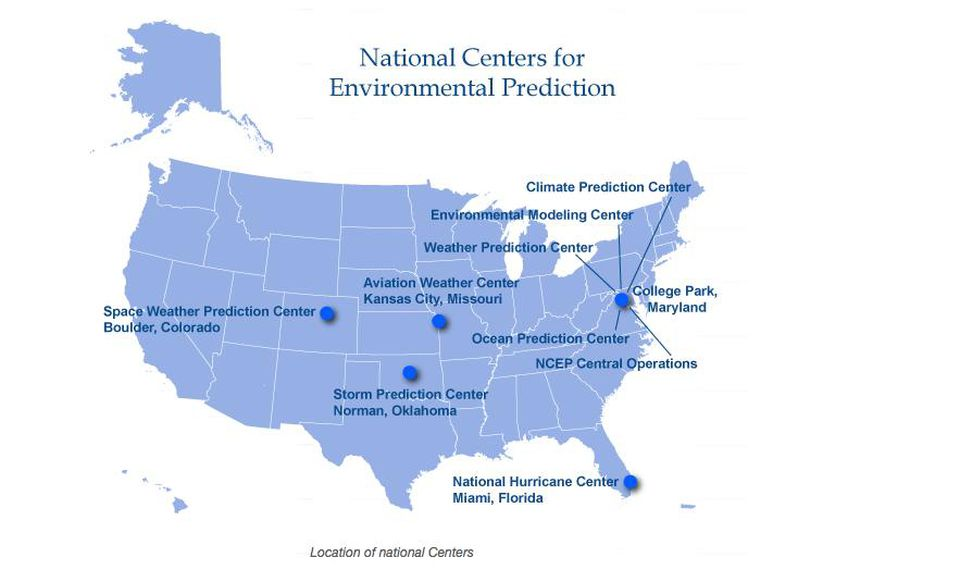 National Centers for
Environmental Prediction
Climate Prediction Center
Environmental Modeling Center
Weather Prediction Center
Aviation Weather Center
Kansas City, Missouri
College Park,
Maryland
Space Weather Prediction Center
Boulder, Colorado
Ocean Prediction Center
NCEP Central Operations
Storm Prediction Center
Norman, Oklahoma
National Hurricane Center
Miami, Florida
Location of national Centers